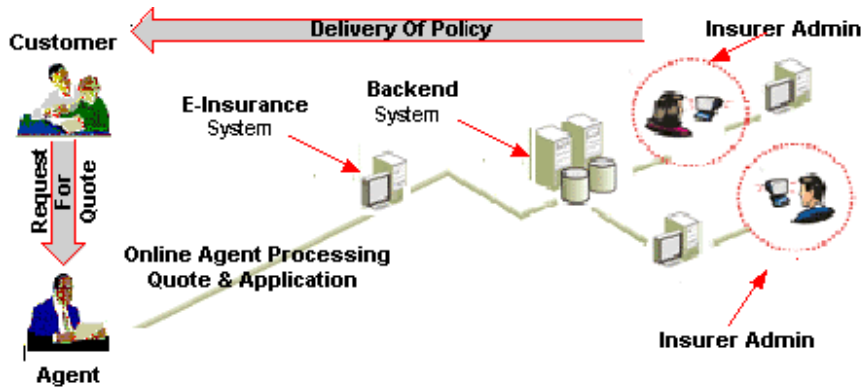 Delivery Of Policy
Customer
Insurer Admin
E-Insurance
System
Backend
System
Request
For
Quote
Online Agent Processing
Quote & Application
Agent
Insurer Admin